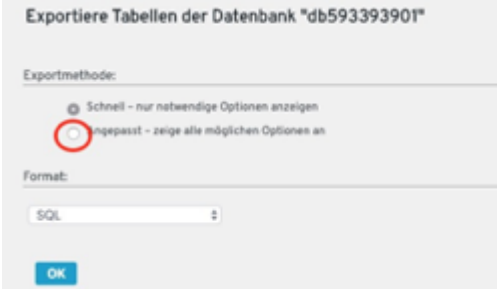 Exportiere Tabellen der Datenbank "db593393901"
Exportmethode:
Schnell - nur notwendige Optionen anzeigen
Angepasst - zeige alle möglichen Optionen an
Format:
SQL
OK